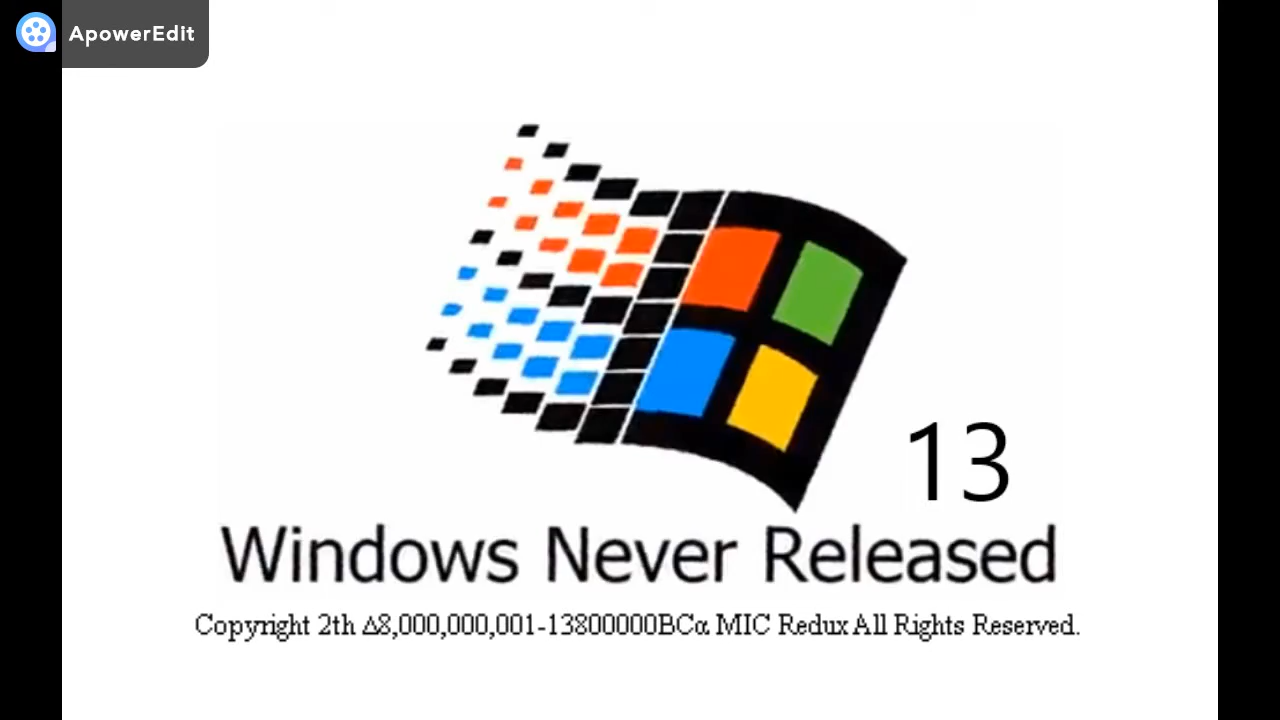 ApowerEdit
13
Windows Never Released
Copyright 2th Δ8,000,000,001-13800000BCα MIC Redux All Rights Reserved.